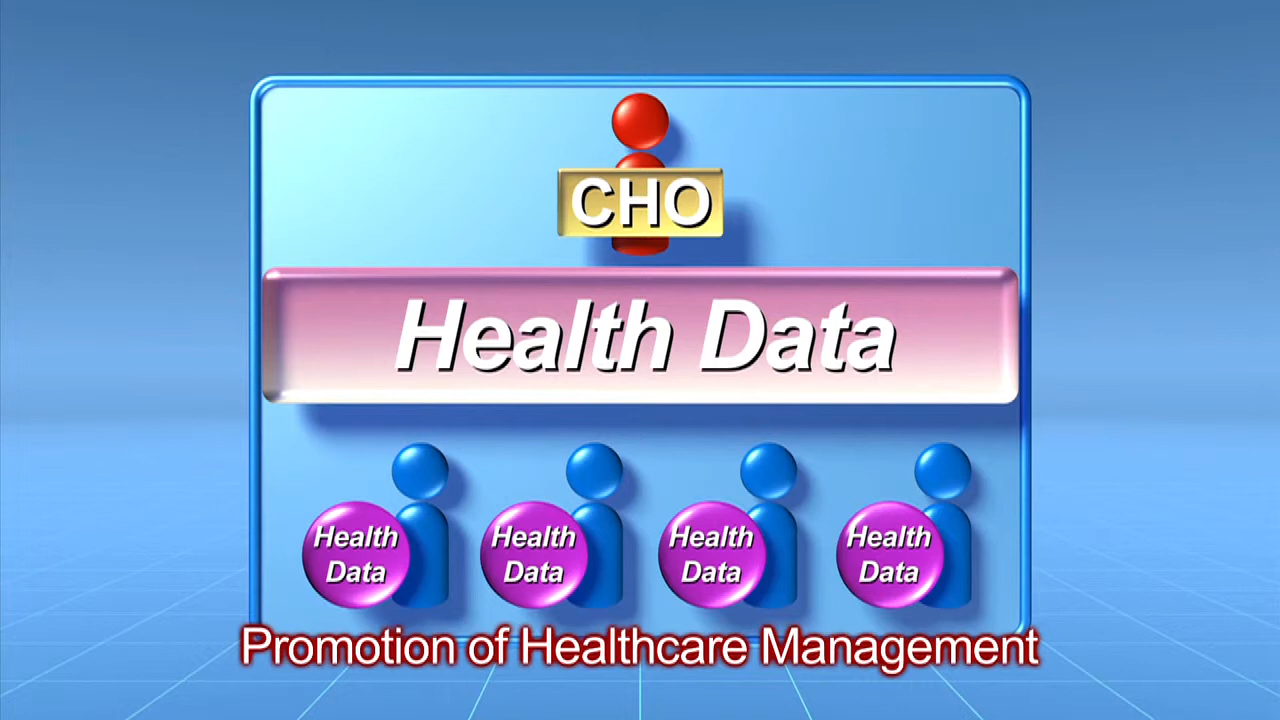 CHO
Health Data
Health
Data
Health
Data
Health
Data
Health
Data
Promotion of Healthcare Management